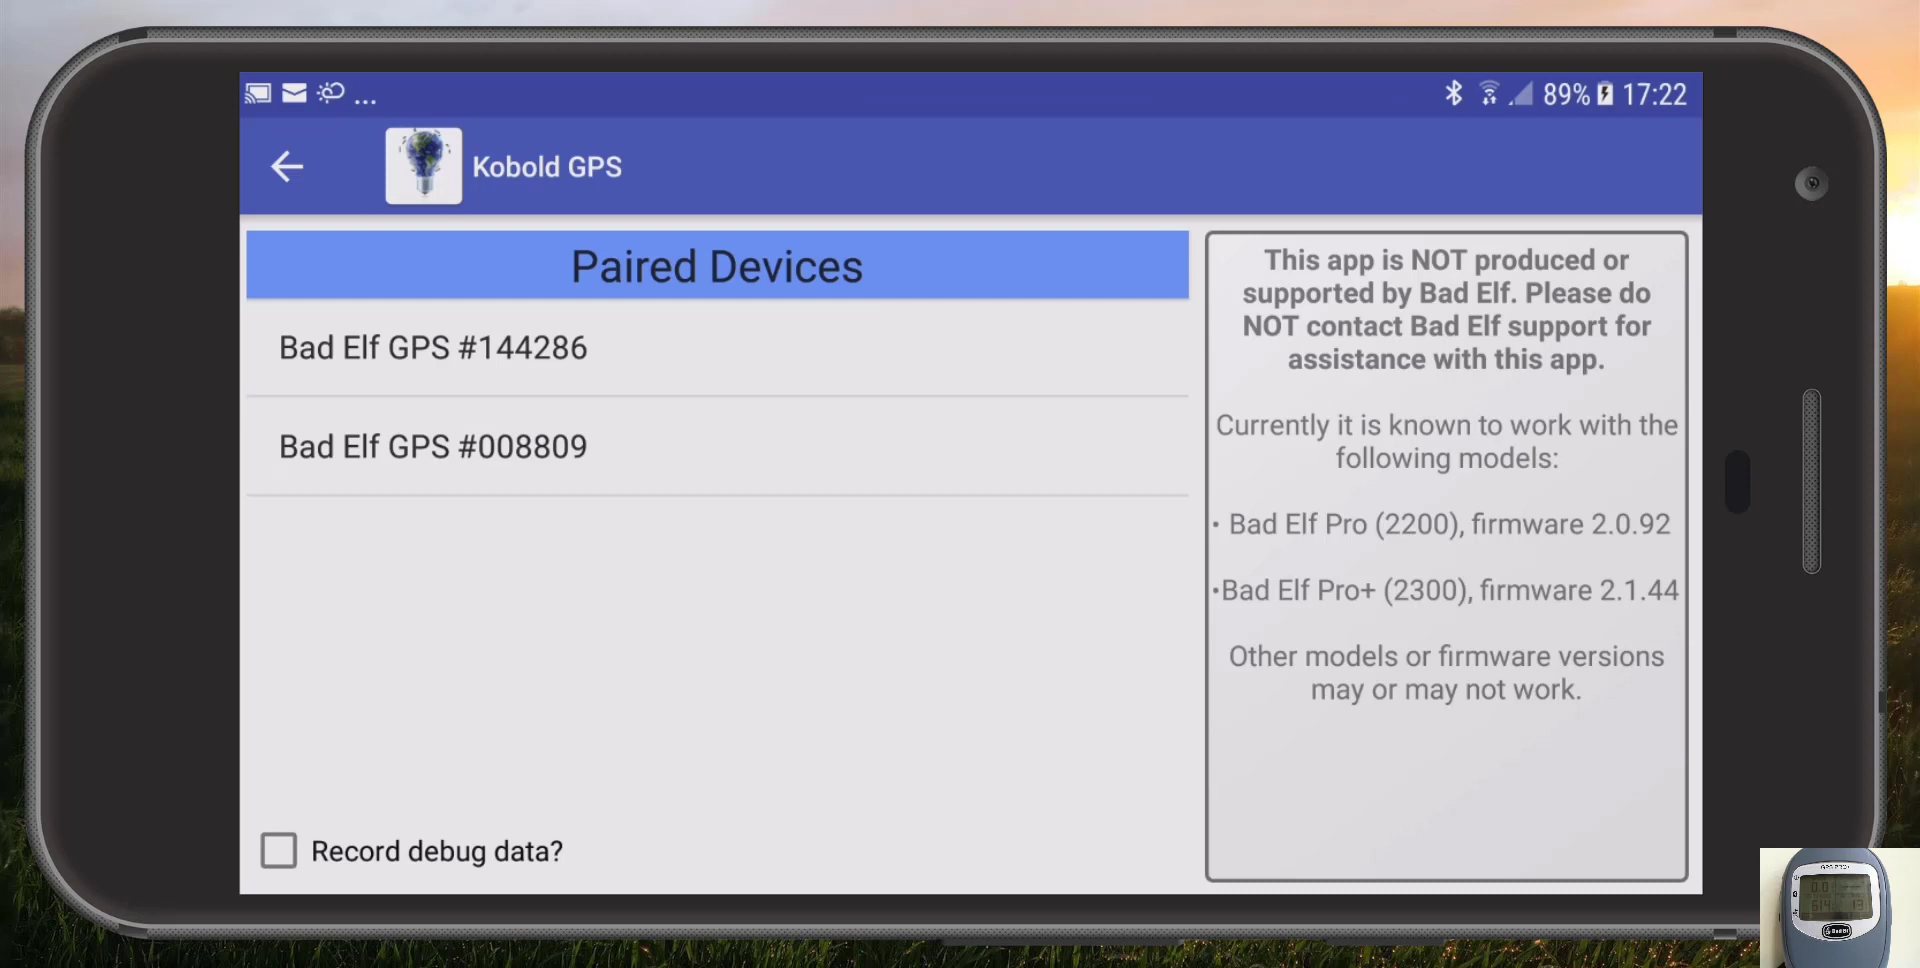 ... 89% 17:22
Kobold GPS
Paired Devices
Bad Elf GPS #144286
Bad Elf GPS #008809
Record debug data?
This app is NOT produced or
supported by Bad Elf. Please do
NOT contact Bad Elf support for
assistance with this app.
Currently it is known to work with the
following models:
• Bad Elf Pro (2200), firmware 2.0.92
•Bad Elf Pro+ (2300), firmware 2.1.44
Other models or firmware versions
may or may not work.